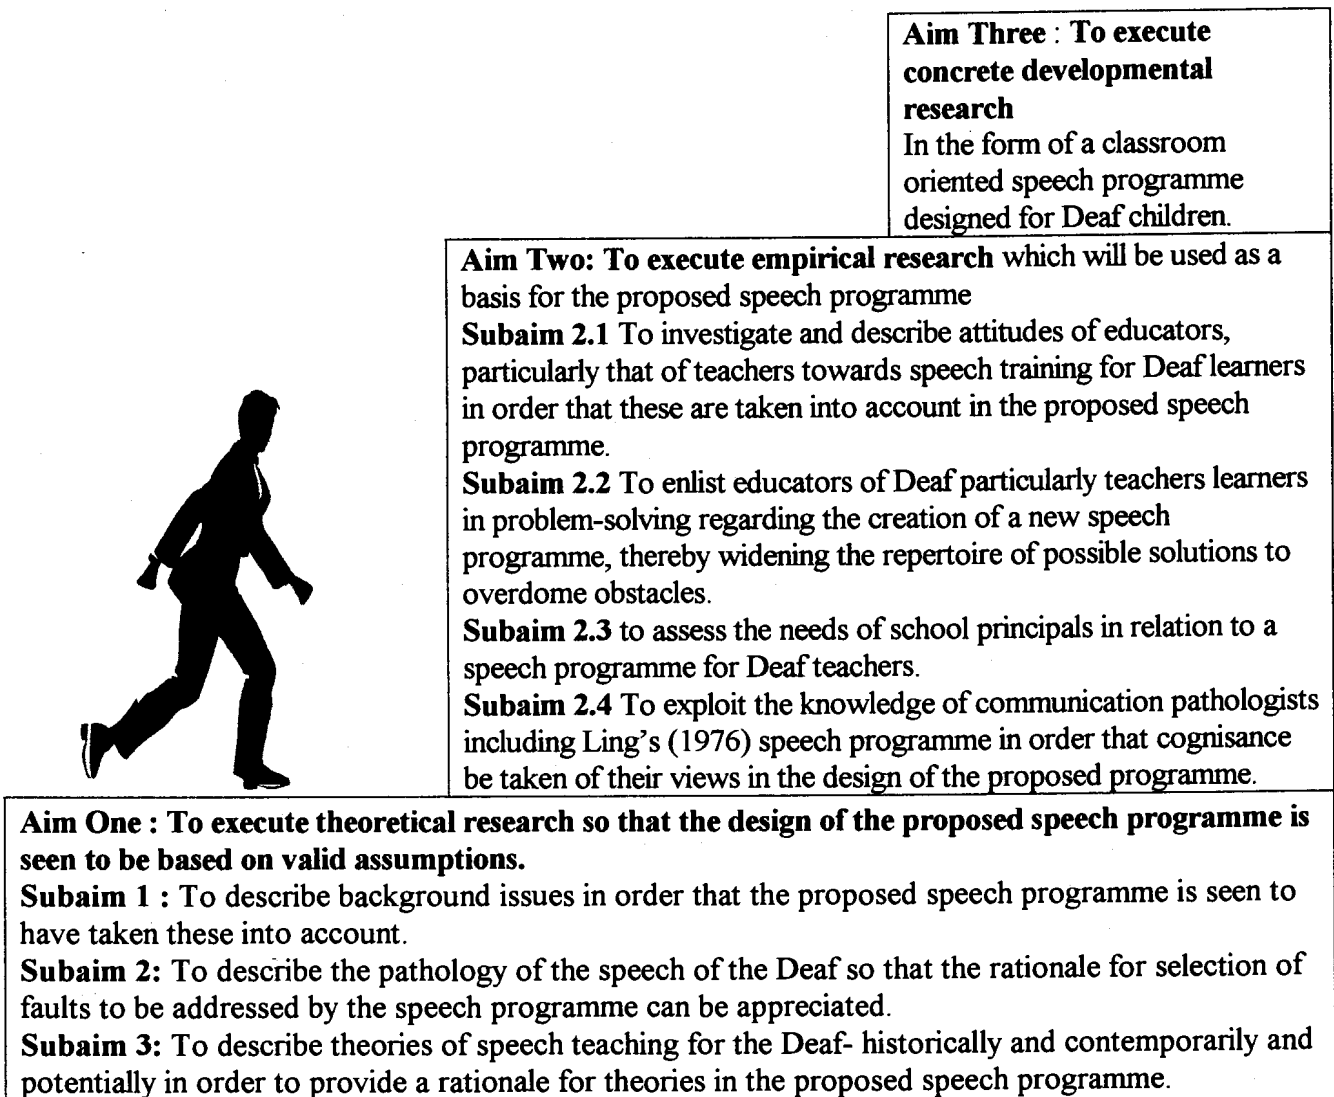 Aim Three : To execute
concrete developmental
research
In the form of a classroom
oriented speech programme
designed for Deaf children.
Aim Two: To execute empirical research which will be used as a
basis for the proposed speech programme
Subaim 2.1 To investigate and describe attitudes of educators,
particularly that of teachers towards speech training for Deaf learners
in order that these are taken into account in the proposed speech
programme.
Subaim 2.2 To enlist educators of Deaf particularly teachers learners
in problem-solving regarding the creation of a new speech
programme, thereby widening the repertoire of possible solutions to
overdome obstacles.
Subaim 2.3 to assess the needs of school principals in relation to a
speech programme for Deaf teachers.
Subaim 2.4 To exploit the knowledge of communication pathologists
including Ling's (1976) speech programme in order that cognisance
be taken of their views in the design of the proposed programme.
Aim One : To execute theoretical research so that the design of the proposed speech programme is
seen to be based on valid assumptions.
Subaim 1 : To describe background issues in order that the proposed speech programme is seen to
have taken these into account.
Subaim 2: To describe the pathology of the speech of the Deaf so that the rationale for selection of
faults to be addressed by the speech programme can be appreciated.
Subaim 3: To describe theories of speech teaching for the Deaf- historically and contemporarily and
potentially in order to provide a rationale for theories in the proposed speech programme.